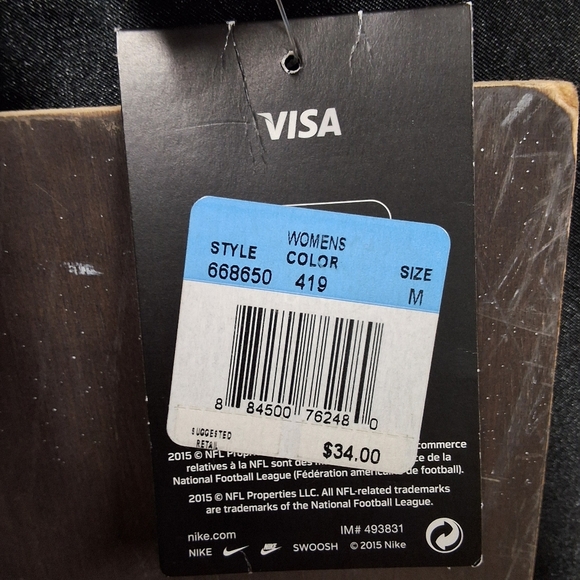 VISA
WOMENS
STYLE COLOR SIZE
668650 419 M
8 84500 76248 0
SUGGESTED
RETAIL
$34.00
commerce
2015 © NFL ce de la
relatives à la NFL sont des
National Football League (Fédération américaine de football).
2015 © NFL Properties LLC. All NFL-related trademarks
are trademarks of the National Football League.
nike.com IM# 493831
NIKE NIKE SWOOSH © 2015 Nike